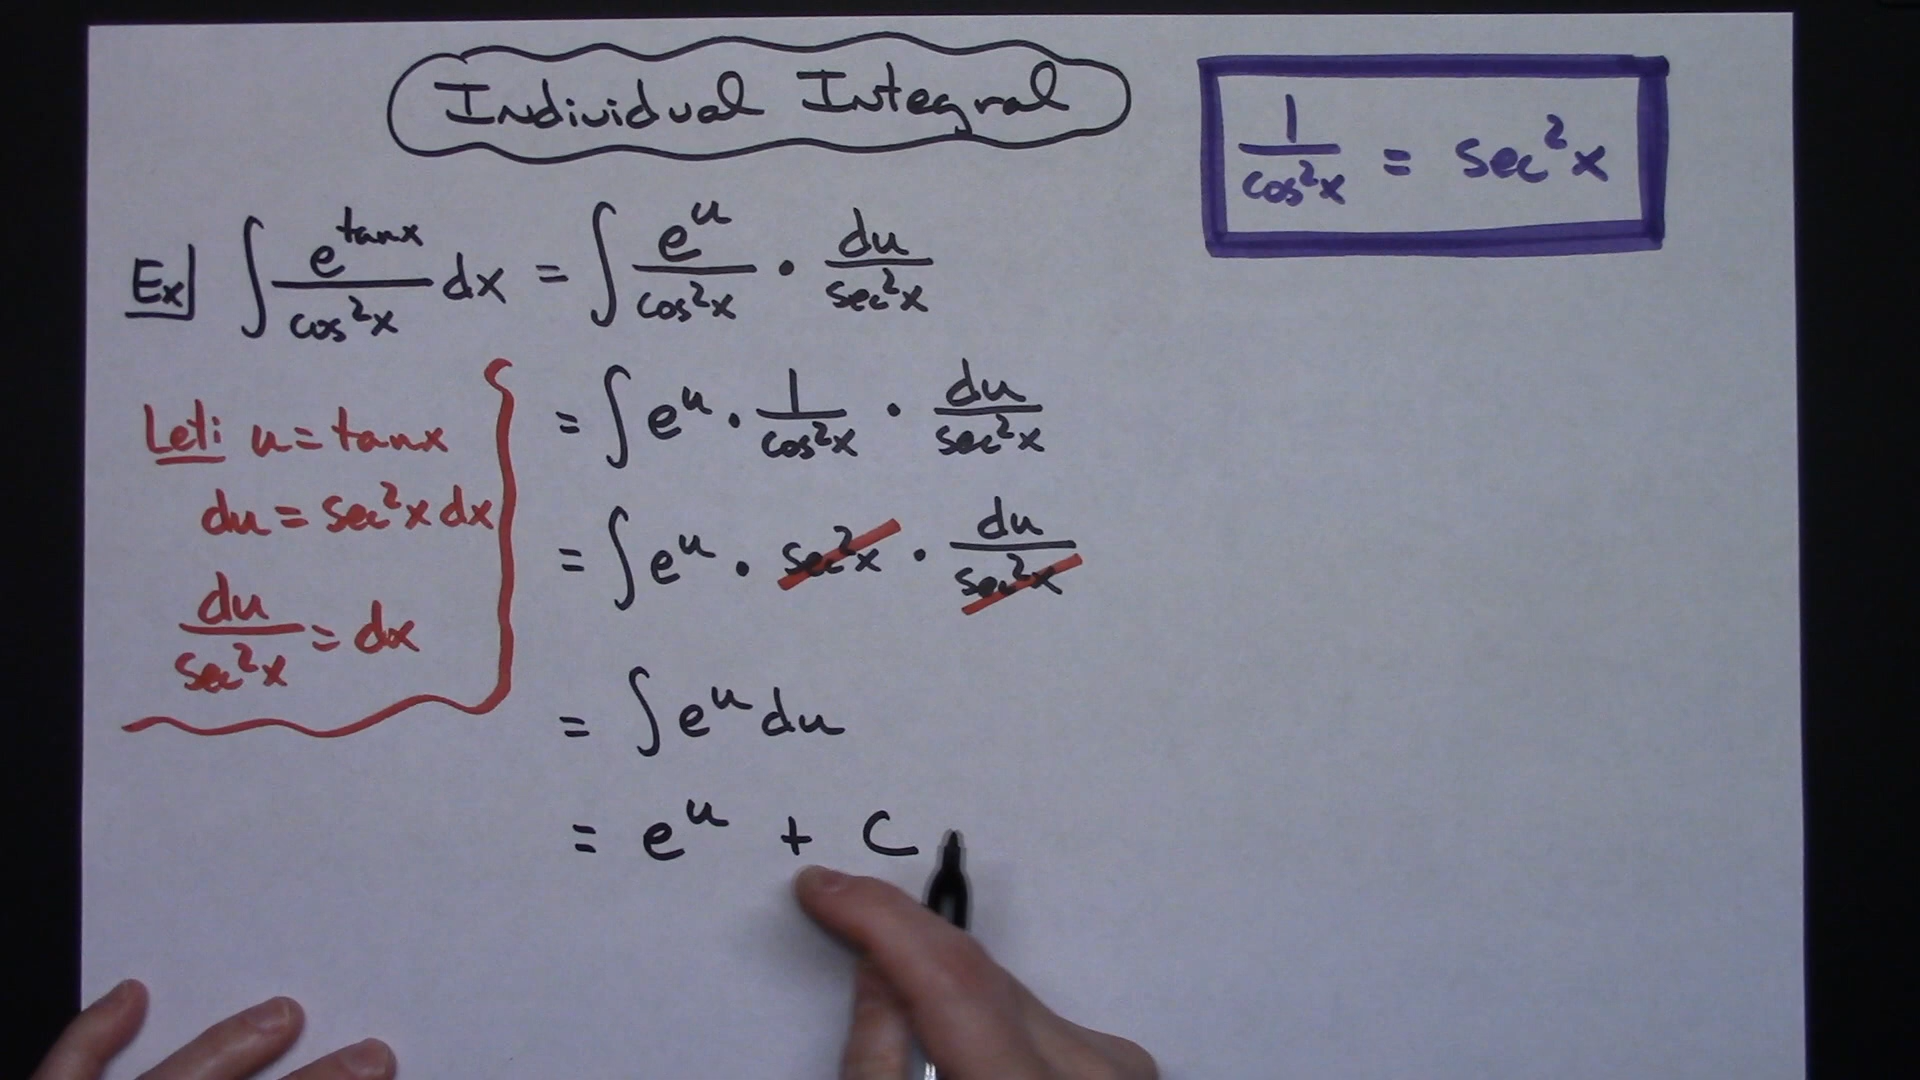 Individual Integral
1/cos²x = sec²x
Ex] ∫ e^tanx/cos²x dx = ∫ e^u/cos²x · du/sec²x
= ∫ e^u · 1/cos²x · du/sec²x
= ∫ e^u · sec²x · du/sec²x
= ∫ e^u du
= e^u + C
Let: u = tanx
du = sec²x dx
du/sec²x = dx